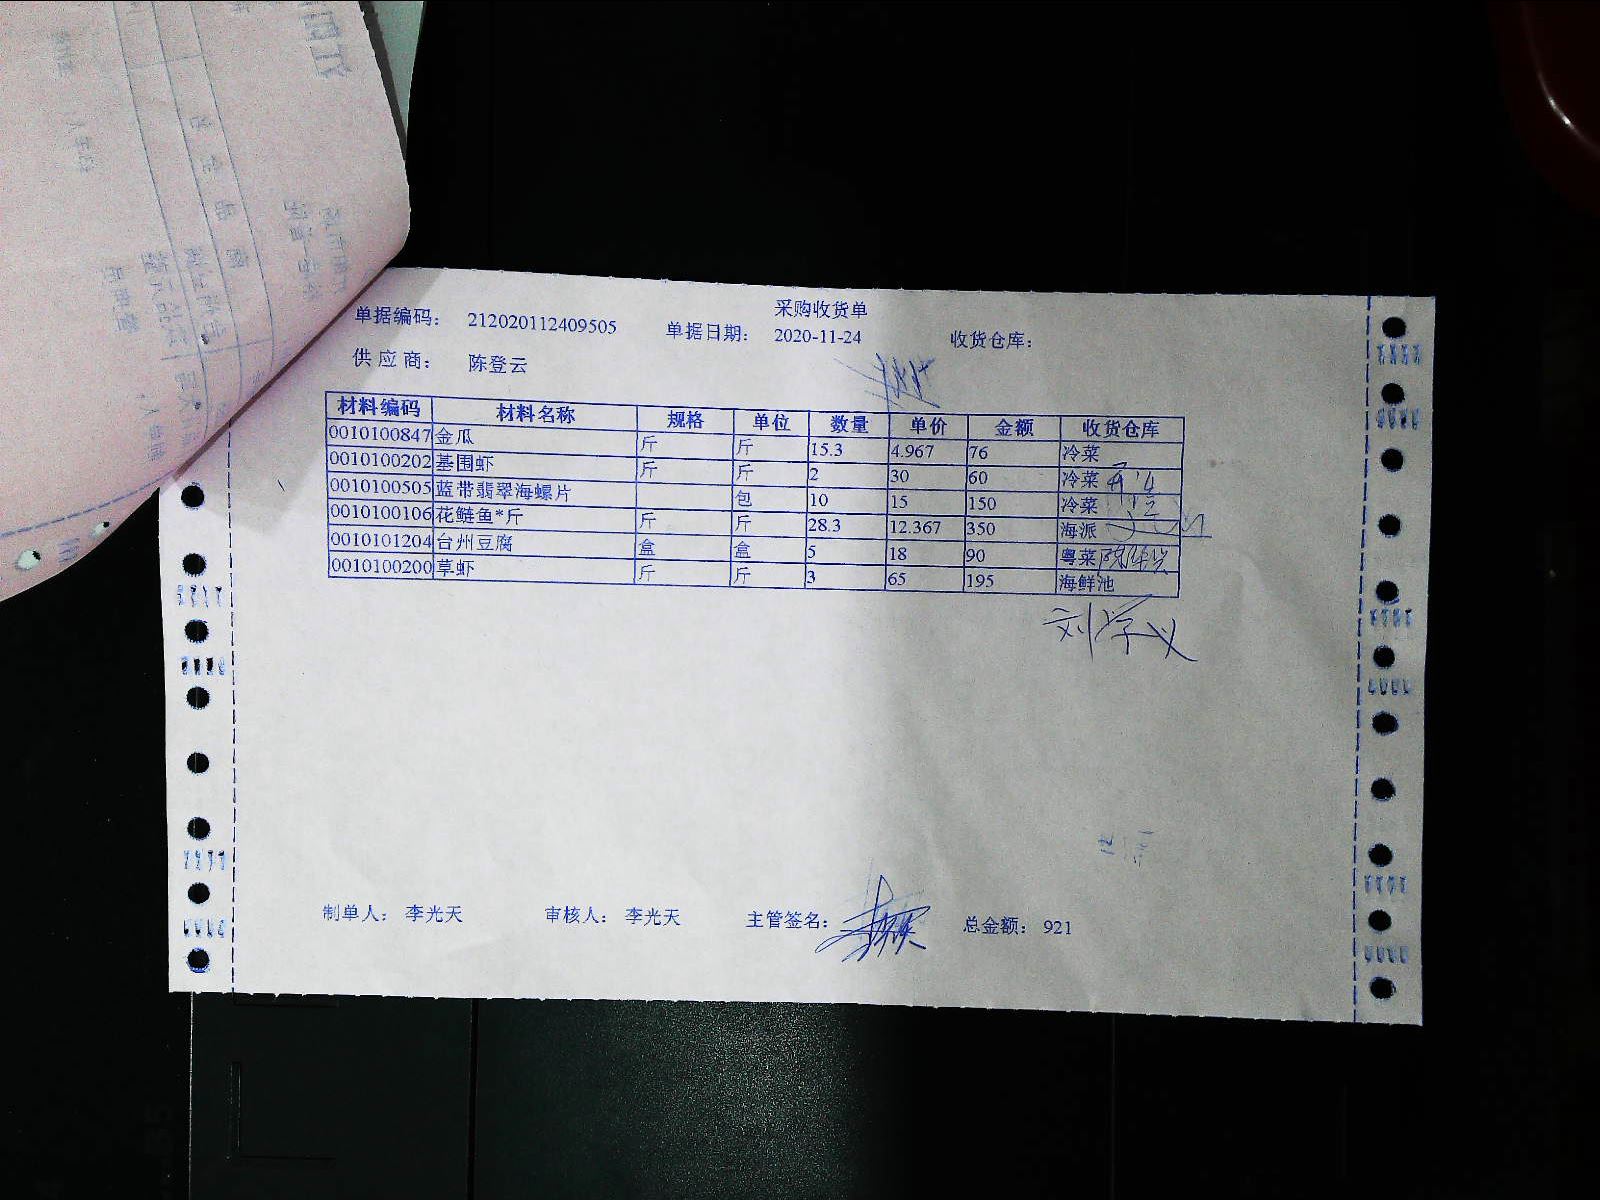 采购收货单
单据编码： 212020112409505 单据日期： 2020-11-24 收货仓库：
供应商： 陈登云
材料编码 材料名称 规格 单位 数量 单价 金额 收货仓库
0010100847 金瓜 斤 斤 15.3 4.967 76 冷菜
0010100202 基围虾 斤 斤 2 30 60 冷菜
0010100505 蓝带翡翠海螺片 包 10 15 150 冷菜
0010100106 花鲢鱼*斤 斤 斤 28.3 12.367 350 海派
0010101204 台州豆腐 盒 盒 5 18 90 粤菜
0010100200 草虾 斤 斤 3 65 195 海鲜池
刘学义
制单人： 李光天 审核人： 李光天 主管签名： 总金额： 921